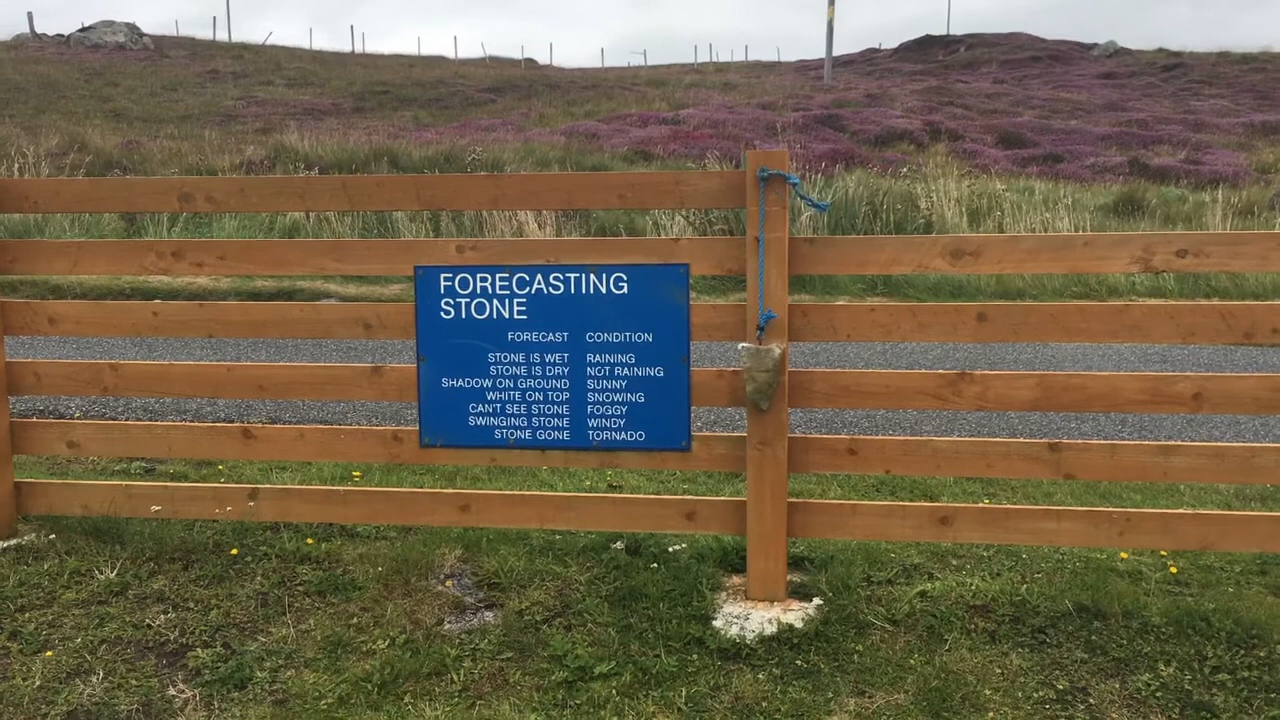 FORECASTING
STONE
FORECAST CONDITION
STONE IS WET RAINING
STONE IS DRY NOT RAINING
SHADOW ON GROUND SUNNY
WHITE ON TOP SNOWING
CAN'T SEE STONE FOGGY
SWINGING STONE WINDY
STONE GONE TORNADO